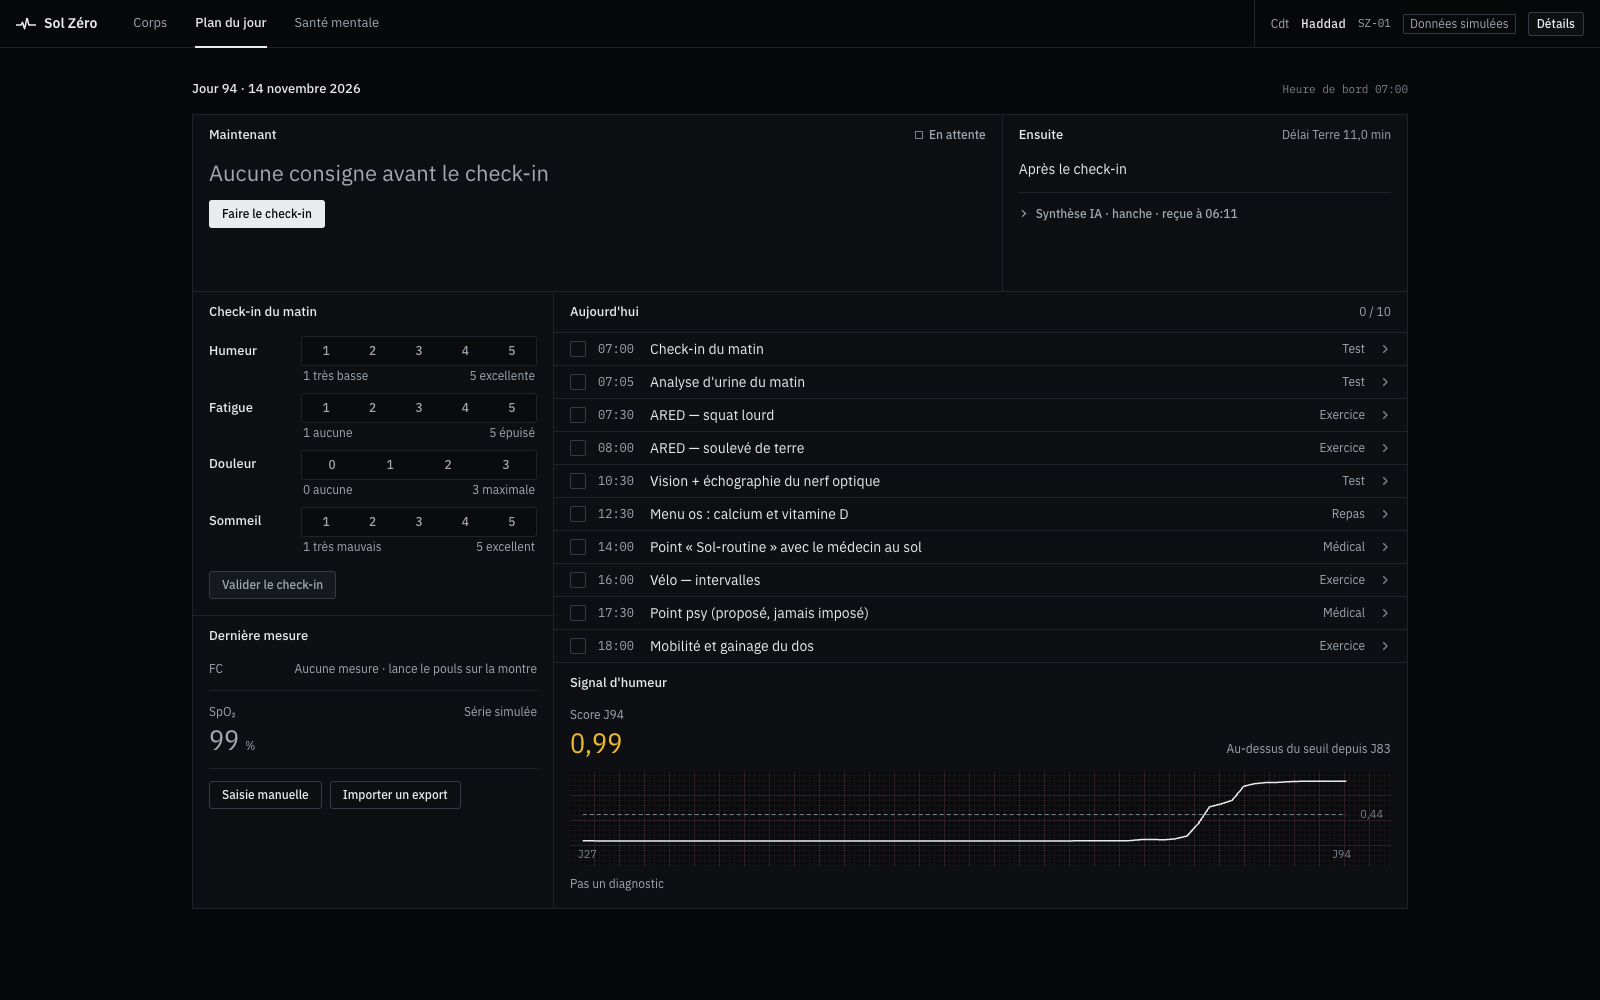 Sol Zéro
Corps
Plan du jour
Santé mentale
Cdt Haddad SZ-01 Données simulées Détails
Jour 94 · 14 novembre 2026
Heure de bord 07:00
Maintenant
En attente
Aucune consigne avant le check-in
Faire le check-in
Ensuite
Délai Terre 11,0 min
Après le check-in
Synthèse IA · hanche · reçue à 06:11
Check-in du matin
Humeur 1 2 3 4 5
1 très basse 5 excellente
Fatigue 1 2 3 4 5
1 aucune 5 épuisé
Douleur 0 1 2 3
0 aucune 3 maximale
Sommeil 1 2 3 4 5
1 très mauvais 5 excellent
Valider le check-in
Dernière mesure
FC Aucune mesure · lance le pouls sur la montre
SpO₂ Série simulée
99 %
Saisie manuelle
Importer un export
Aujourd'hui 0 / 10
07:00 Check-in du matin Test
07:05 Analyse d'urine du matin Test
07:30 ARED — squat lourd Exercice
08:00 ARED — soulevé de terre Exercice
10:30 Vision + échographie du nerf optique Test
12:30 Menu os : calcium et vitamine D Repas
14:00 Point « Sol-routine » avec le médecin au sol Médical
16:00 Vélo — intervalles Exercice
17:30 Point psy (proposé, jamais imposé) Médical
18:00 Mobilité et gainage du dos Exercice
Signal d'humeur
Score J94
0,99
Au-dessus du seuil depuis J83
0,44
J27 J94
Pas un diagnostic